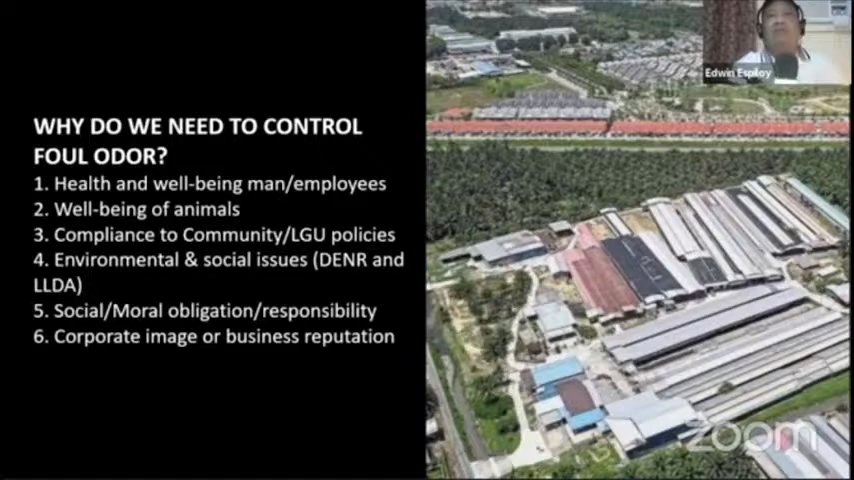 WHY DO WE NEED TO CONTROL
FOUL ODOR?
1. Health and well-being man/employees
2. Well-being of animals
3. Compliance to Community/LGU policies
4. Environmental & social issues (DENR and
LLDA)
5. Social/Moral obligation/responsibility
6. Corporate image or business reputation
Edwin Espiloy
zoom